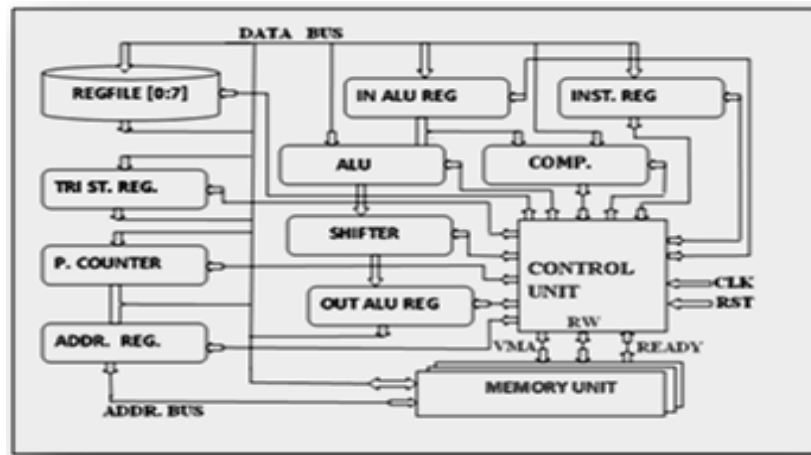 DATA BUS
REGFILE [0:7]
IN ALU REG
INST. REG
ALU
COMP.
TRI ST. REG.
SHIFTER
P. COUNTER
CONTROL
UNIT
CLK
OUT ALU REG
RST
RW
ADDR. REG.
VMA
READY
MEMORY UNIT
ADDR. BUS